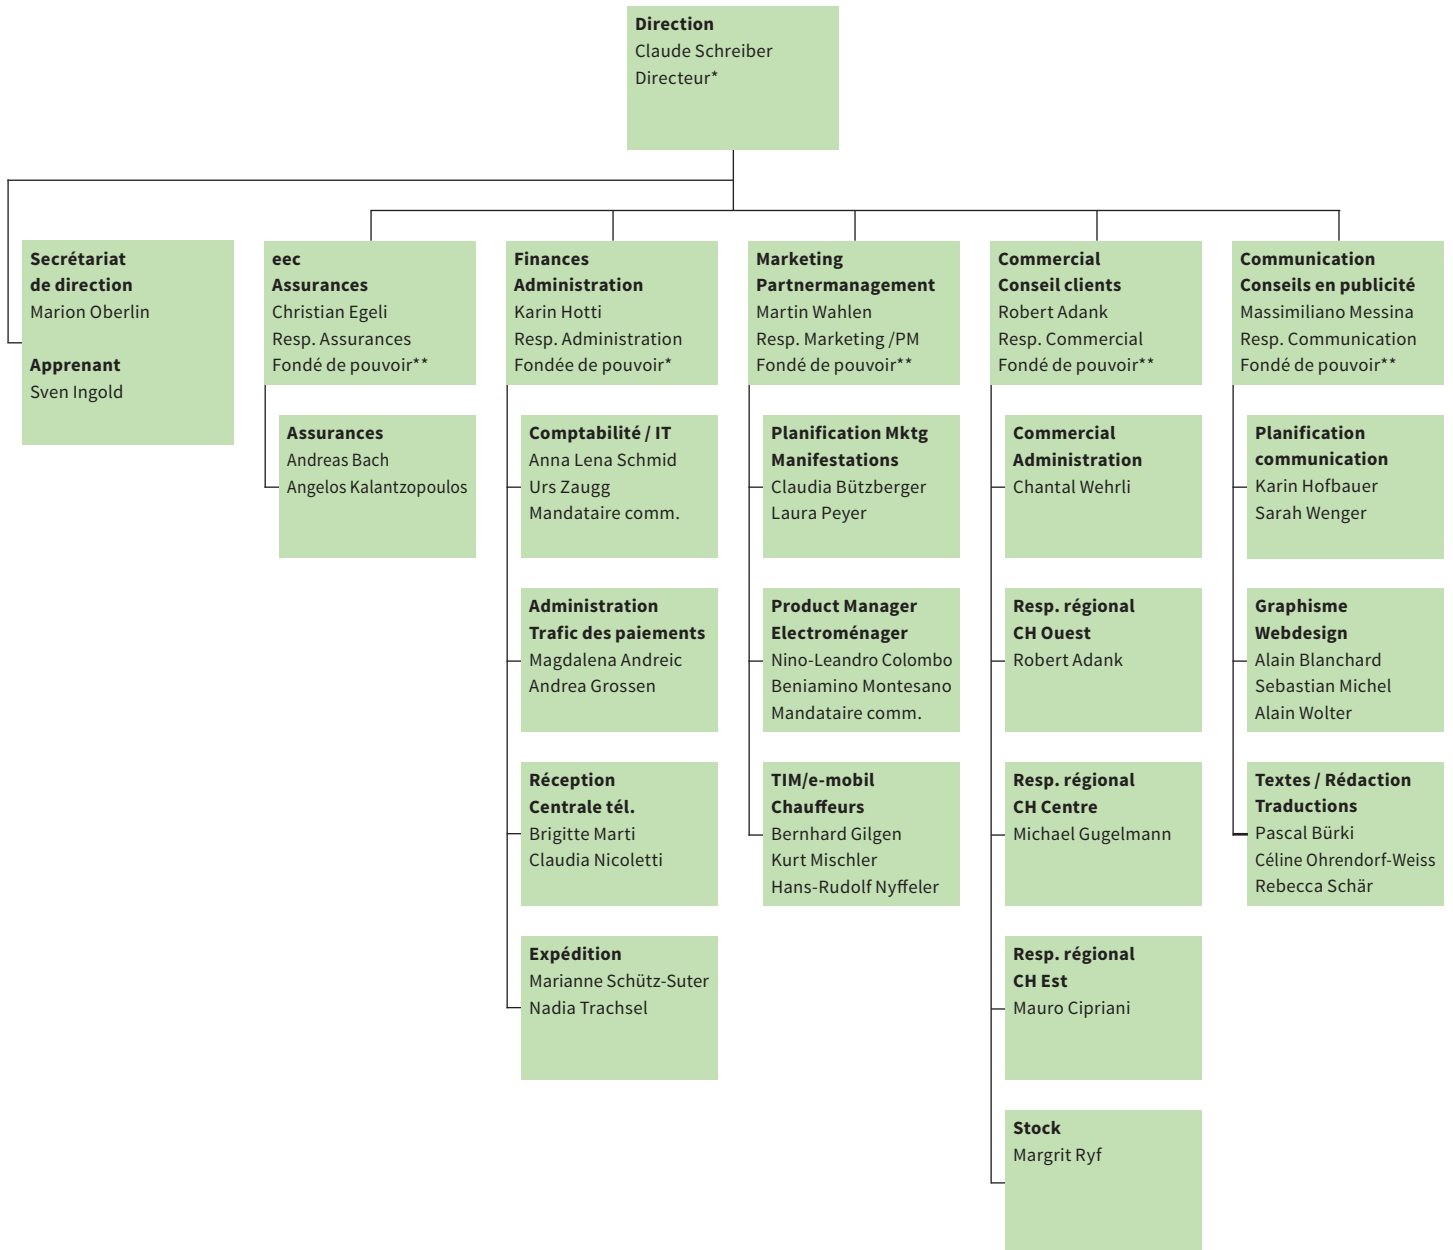 Direction
Claude Schreiber
Directeur*
Secrétariat
de direction
Marion Oberlin
Apprenant
Sven Ingold
eec
Assurances
Christian Egeli
Resp. Assurances
Fondé de pouvoir**
Assurances
Andreas Bach
Angelos Kalantzopoulos
Finances
Administration
Karin Hotti
Resp. Administration
Fondée de pouvoir*
Comptabilité / IT
Anna Lena Schmid
Urs Zaugg
Mandataire comm.
Administration
Trafic des paiements
Magdalena Andreic
Andrea Grossen
Réception
Centrale tél.
Brigitte Marti
Claudia Nicoletti
Expédition
Marianne Schütz-Suter
Nadia Trachsel
Marketing
Partnermanagement
Martin Wahlen
Resp. Marketing /PM
Fondé de pouvoir**
Planification Mktg
Manifestations
Claudia Bützberger
Laura Peyer
Product Manager
Electroménager
Nino-Leandro Colombo
Beniamino Montesano
Mandataire comm.
TIM/e-mobil
Chauffeurs
Bernhard Gilgen
Kurt Mischler
Hans-Rudolf Nyffeler
Commercial
Conseil clients
Robert Adank
Resp. Commercial
Fondé de pouvoir**
Commercial
Administration
Chantal Wehrli
Resp. régional
CH Ouest
Robert Adank
Resp. régional
CH Centre
Michael Gugelmann
Resp. régional
CH Est
Mauro Cipriani
Stock
Margrit Ryf
Communication
Conseils en publicité
Massimiliano Messina
Resp. Communication
Fondé de pouvoir**
Planification
communication
Karin Hofbauer
Sarah Wenger
Graphisme
Webdesign
Alain Blanchard
Sebastian Michel
Alain Wolter
Textes / Rédaction
Traductions
Pascal Bürki
Céline Ohrendorf-Weiss
Rebecca Schär